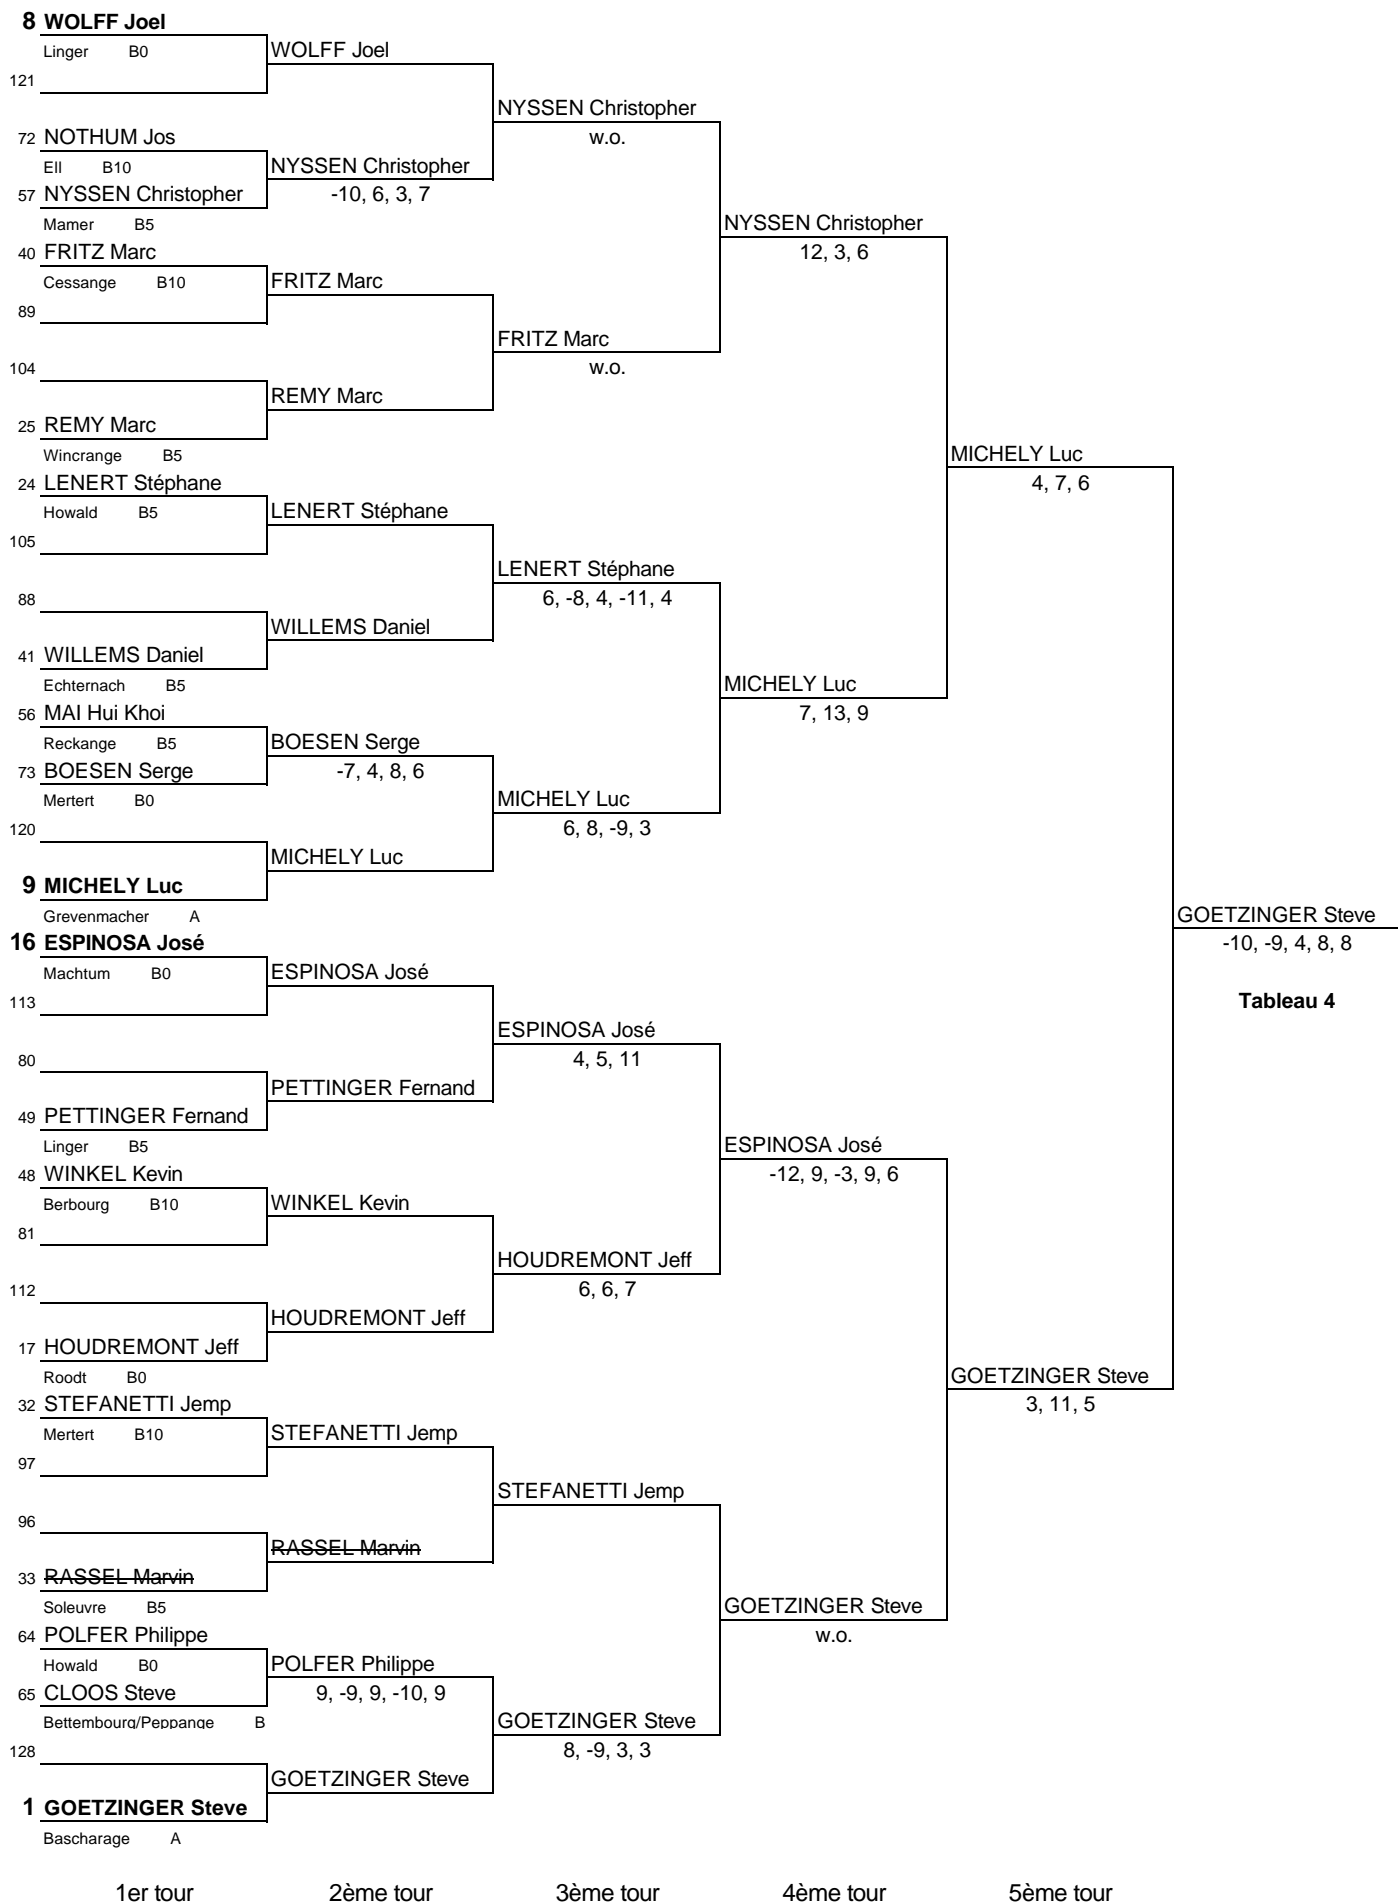 8 WOLFF Joel
Linger B0 WOLFF Joel
121
NYSSEN Christopher
72 NOTHUM Jos w.o.
Ell B10 NYSSEN Christopher
57 NYSSEN Christopher -10, 6, 3, 7
Mamer B5 NYSSEN Christopher
40 FRITZ Marc 12, 3, 6
Cessange B10 FRITZ Marc
89
FRITZ Marc
104 w.o.
REMY Marc
25 REMY Marc
Wincrange B5 MICHELY Luc
24 LENERT Stéphane 4, 7, 6
Howald B5 LENERT Stéphane
105
LENERT Stéphane
88 6, -8, 4, -11, 4
WILLEMS Daniel
41 WILLEMS Daniel
Echternach B5 MICHELY Luc
56 MAI Hui Khoi 7, 13, 9
Reckange B5 BOESEN Serge
73 BOESEN Serge -7, 4, 8, 6
Mertert B0 MICHELY Luc
120 6, 8, -9, 3
MICHELY Luc
9 MICHELY Luc
Grevenmacher A GOETZINGER Steve
16 ESPINOSA José -10, -9, 4, 8, 8
Machtum B0 ESPINOSA José
113 Tableau 4
ESPINOSA José
80 4, 5, 11
PETTINGER Fernand
49 PETTINGER Fernand
Linger B5 ESPINOSA José
48 WINKEL Kevin -12, 9, -3, 9, 6
Berbourg B10 WINKEL Kevin
81
HOUDREMONT Jeff
112 6, 6, 7
HOUDREMONT Jeff
17 HOUDREMONT Jeff
Roodt B0 GOETZINGER Steve
32 STEFANETTI Jemp 3, 11, 5
Mertert B10 STEFANETTI Jemp
97
STEFANETTI Jemp
96
RASSEL Marvin
33 RASSEL Marvin
Soleuvre B5 GOETZINGER Steve
64 POLFER Philippe w.o.
Howald B0 POLFER Philippe
65 CLOOS Steve 9, -9, 9, -10, 9
Bettembourg/Peppange B GOETZINGER Steve
128 8, -9, 3, 3
GOETZINGER Steve
1 GOETZINGER Steve
Bascharage A
1er tour 2ème tour 3ème tour 4ème tour 5ème tour